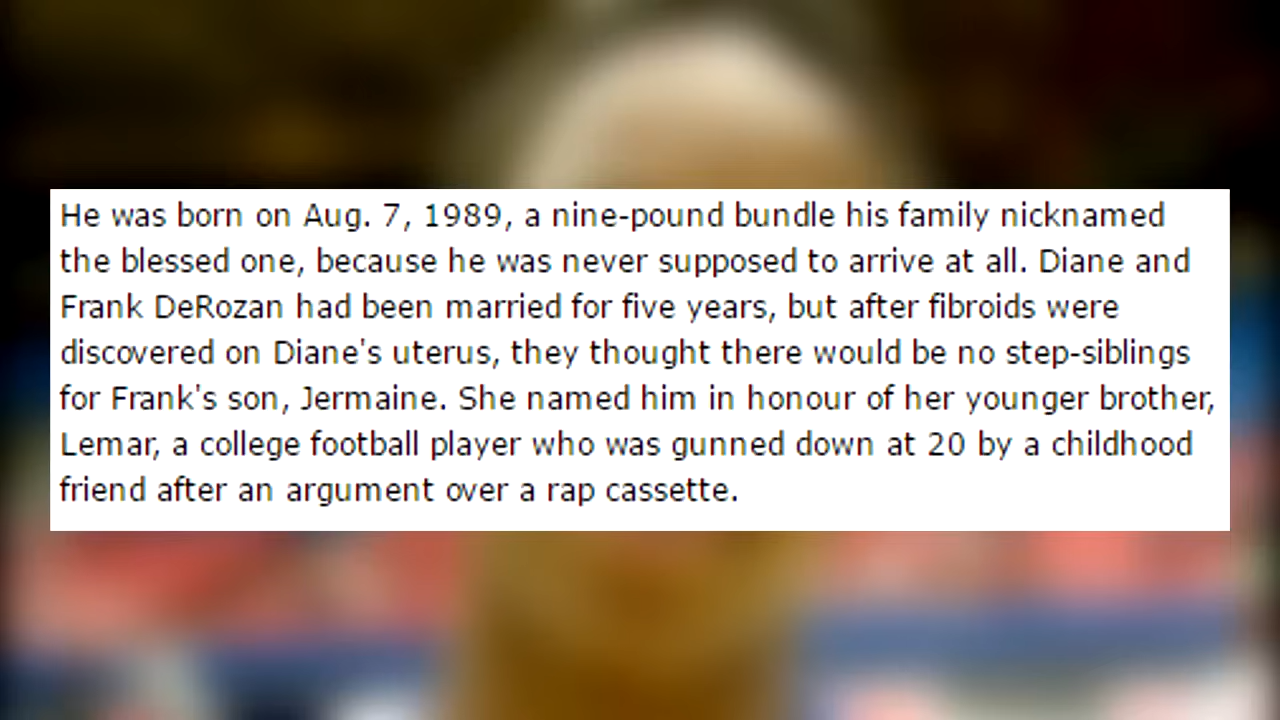 He was born on Aug. 7, 1989, a nine-pound bundle his family nicknamed
the blessed one, because he was never supposed to arrive at all. Diane and
Frank DeRozan had been married for five years, but after fibroids were
discovered on Diane's uterus, they thought there would be no step-siblings
for Frank's son, Jermaine. She named him in honour of her younger brother,
Lemar, a college football player who was gunned down at 20 by a childhood
friend after an argument over a rap cassette.